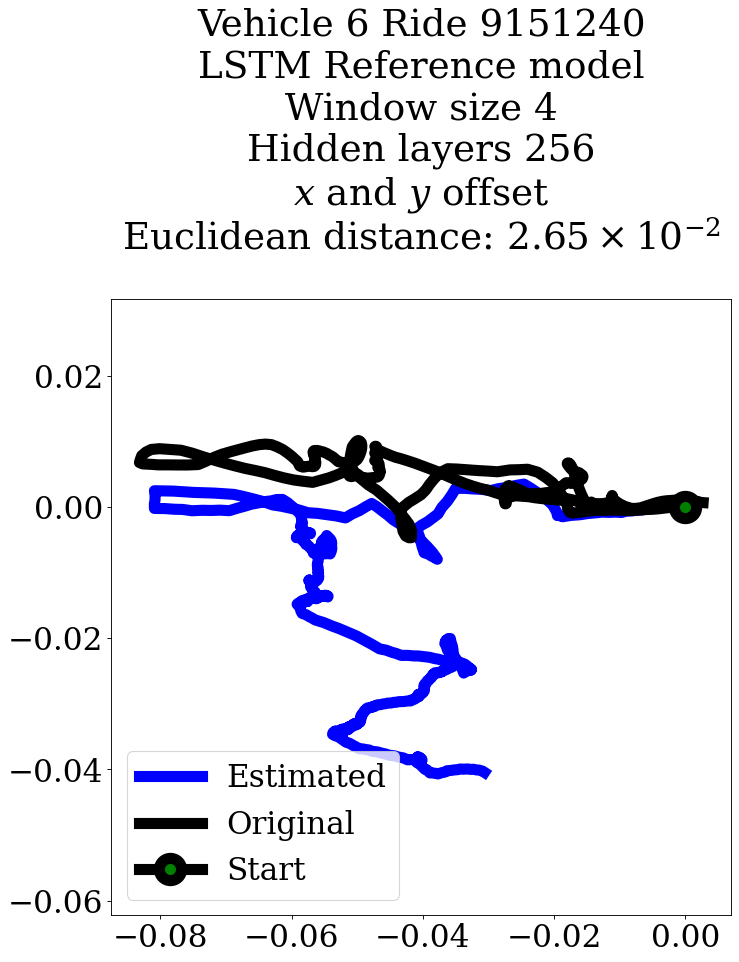 Vehicle 6 Ride 9151240
LSTM Reference model
Window size 4
Hidden layers 256
x and y offset
Euclidean distance: 2.65 × 10⁻²
0.02
0.00
−0.02
−0.04
−0.06
Estimated
Original
Start
−0.08 −0.06 −0.04 −0.02 0.00